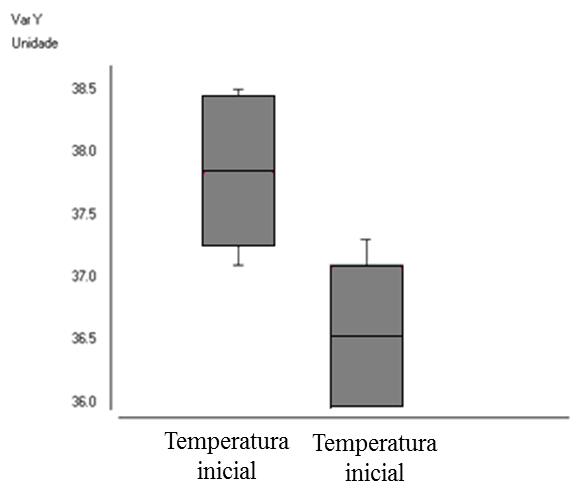 Var Y
Unidade
38.5
38.0
37.5
37.0
36.5
36.0
Temperatura
inicial
Temperatura
inicial